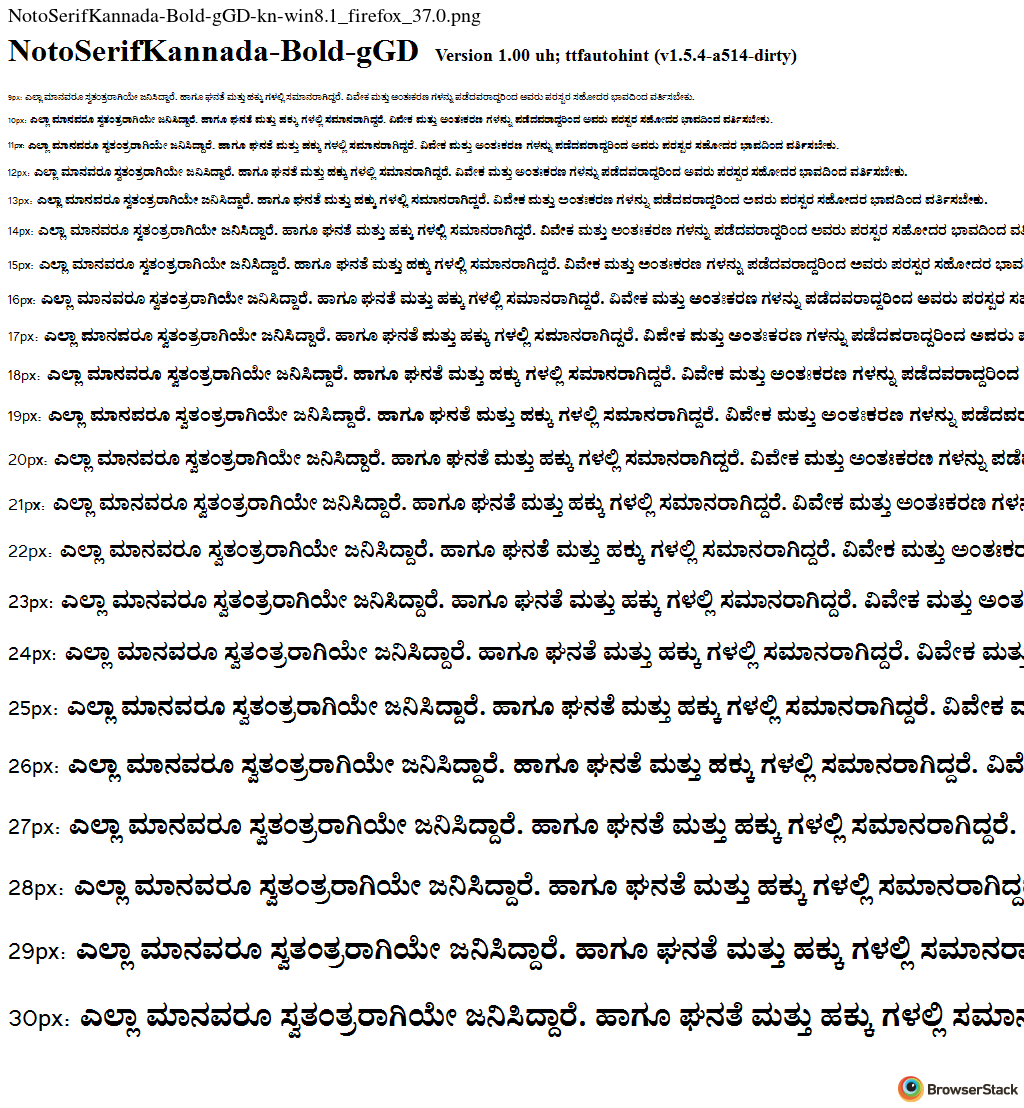 NotoSerifKannada-Bold-gGD-kn-win8.1_firefox_37.0.png
NotoSerifKannada-Bold-gGD Version 1.00 uh; ttfautohint (v1.5.4-a514-dirty)
9px: ಎಲ್ಲಾ ಮಾನವರೂ ಸ್ವತಂತ್ರರಾಗಿಯೇ ಜನಿಸಿದ್ದಾರೆ. ಹಾಗೂ ಘನತೆ ಮತ್ತು ಹಕ್ಕು ಗಳಲ್ಲಿ ಸಮಾನರಾಗಿದ್ದರೆ. ವಿವೇಕ ಮತ್ತು ಅಂತಃಕರಣ ಗಳನ್ನು ಪಡೆದವರಾದ್ದರಿಂದ ಅವರು ಪರಸ್ಪರ ಸಹೋದರ ಭಾವದಿಂದ ವರ್ತಿಸಬೇಕು.
10px: ಎಲ್ಲಾ ಮಾನವರೂ ಸ್ವತಂತ್ರರಾಗಿಯೇ ಜನಿಸಿದ್ದಾರೆ. ಹಾಗೂ ಘನತೆ ಮತ್ತು ಹಕ್ಕು ಗಳಲ್ಲಿ ಸಮಾನರಾಗಿದ್ದರೆ. ವಿವೇಕ ಮತ್ತು ಅಂತಃಕರಣ ಗಳನ್ನು ಪಡೆದವರಾದ್ದರಿಂದ ಅವರು ಪರಸ್ಪರ ಸಹೋದರ ಭಾವದಿಂದ ವರ್ತಿಸಬೇಕು.
11px: ಎಲ್ಲಾ ಮಾನವರೂ ಸ್ವತಂತ್ರರಾಗಿಯೇ ಜನಿಸಿದ್ದಾರೆ. ಹಾಗೂ ಘನತೆ ಮತ್ತು ಹಕ್ಕು ಗಳಲ್ಲಿ ಸಮಾನರಾಗಿದ್ದರೆ. ವಿವೇಕ ಮತ್ತು ಅಂತಃಕರಣ ಗಳನ್ನು ಪಡೆದವರಾದ್ದರಿಂದ ಅವರು ಪರಸ್ಪರ ಸಹೋದರ ಭಾವದಿಂದ ವರ್ತಿಸಬೇಕು.
12px: ಎಲ್ಲಾ ಮಾನವರೂ ಸ್ವತಂತ್ರರಾಗಿಯೇ ಜನಿಸಿದ್ದಾರೆ. ಹಾಗೂ ಘನತೆ ಮತ್ತು ಹಕ್ಕು ಗಳಲ್ಲಿ ಸಮಾನರಾಗಿದ್ದರೆ. ವಿವೇಕ ಮತ್ತು ಅಂತಃಕರಣ ಗಳನ್ನು ಪಡೆದವರಾದ್ದರಿಂದ ಅವರು ಪರಸ್ಪರ ಸಹೋದರ ಭಾವದಿಂದ ವರ್ತಿಸಬೇಕು.
13px: ಎಲ್ಲಾ ಮಾನವರೂ ಸ್ವತಂತ್ರರಾಗಿಯೇ ಜನಿಸಿದ್ದಾರೆ. ಹಾಗೂ ಘನತೆ ಮತ್ತು ಹಕ್ಕು ಗಳಲ್ಲಿ ಸಮಾನರಾಗಿದ್ದರೆ. ವಿವೇಕ ಮತ್ತು ಅಂತಃಕರಣ ಗಳನ್ನು ಪಡೆದವರಾದ್ದರಿಂದ ಅವರು ಪರಸ್ಪರ ಸಹೋದರ ಭಾವದಿಂದ ವರ್ತಿಸಬೇಕು.
14px: ಎಲ್ಲಾ ಮಾನವರೂ ಸ್ವತಂತ್ರರಾಗಿಯೇ ಜನಿಸಿದ್ದಾರೆ. ಹಾಗೂ ಘನತೆ ಮತ್ತು ಹಕ್ಕು ಗಳಲ್ಲಿ ಸಮಾನರಾಗಿದ್ದರೆ. ವಿವೇಕ ಮತ್ತು ಅಂತಃಕರಣ ಗಳನ್ನು ಪಡೆದವರಾದ್ದರಿಂದ ಅವರು ಪರಸ್ಪರ ಸಹೋದರ ಭಾವದಿಂದ
15px: ಎಲ್ಲಾ ಮಾನವರೂ ಸ್ವತಂತ್ರರಾಗಿಯೇ ಜನಿಸಿದ್ದಾರೆ. ಹಾಗೂ ಘನತೆ ಮತ್ತು ಹಕ್ಕು ಗಳಲ್ಲಿ ಸಮಾನರಾಗಿದ್ದರೆ. ವಿವೇಕ ಮತ್ತು ಅಂತಃಕರಣ ಗಳನ್ನು ಪಡೆದವರಾದ್ದರಿಂದ ಅವರು ಪರಸ್ಪರ ಸಹೋದರ ಭಾವ
16px: ಎಲ್ಲಾ ಮಾನವರೂ ಸ್ವತಂತ್ರರಾಗಿಯೇ ಜನಿಸಿದ್ದಾರೆ. ಹಾಗೂ ಘನತೆ ಮತ್ತು ಹಕ್ಕು ಗಳಲ್ಲಿ ಸಮಾನರಾಗಿದ್ದರೆ. ವಿವೇಕ ಮತ್ತು ಅಂತಃಕರಣ ಗಳನ್ನು ಪಡೆದವರಾದ್ದರಿಂದ ಅವರು ಪರಸ್ಪರ
17px: ಎಲ್ಲಾ ಮಾನವರೂ ಸ್ವತಂತ್ರರಾಗಿಯೇ ಜನಿಸಿದ್ದಾರೆ. ಹಾಗೂ ಘನತೆ ಮತ್ತು ಹಕ್ಕು ಗಳಲ್ಲಿ ಸಮಾನರಾಗಿದ್ದರೆ. ವಿವೇಕ ಮತ್ತು ಅಂತಃಕರಣ ಗಳನ್ನು ಪಡೆದವರಾದ್ದರಿಂದ ಅವರು
18px: ಎಲ್ಲಾ ಮಾನವರೂ ಸ್ವತಂತ್ರರಾಗಿಯೇ ಜನಿಸಿದ್ದಾರೆ. ಹಾಗೂ ಘನತೆ ಮತ್ತು ಹಕ್ಕು ಗಳಲ್ಲಿ ಸಮಾನರಾಗಿದ್ದರೆ. ವಿವೇಕ ಮತ್ತು ಅಂತಃಕರಣ ಗಳನ್ನು ಪಡೆದವರಾದ್ದರಿಂದ
19px: ಎಲ್ಲಾ ಮಾನವರೂ ಸ್ವತಂತ್ರರಾಗಿಯೇ ಜನಿಸಿದ್ದಾರೆ. ಹಾಗೂ ಘನತೆ ಮತ್ತು ಹಕ್ಕು ಗಳಲ್ಲಿ ಸಮಾನರಾಗಿದ್ದರೆ. ವಿವೇಕ ಮತ್ತು ಅಂತಃಕರಣ ಗಳನ್ನು ಪಡೆದವರ
20px: ಎಲ್ಲಾ ಮಾನವರೂ ಸ್ವತಂತ್ರರಾಗಿಯೇ ಜನಿಸಿದ್ದಾರೆ. ಹಾಗೂ ಘನತೆ ಮತ್ತು ಹಕ್ಕು ಗಳಲ್ಲಿ ಸಮಾನರಾಗಿದ್ದರೆ. ವಿವೇಕ ಮತ್ತು ಅಂತಃಕರಣ ಗಳನ್ನು ಪಡೆ
21px: ಎಲ್ಲಾ ಮಾನವರೂ ಸ್ವತಂತ್ರರಾಗಿಯೇ ಜನಿಸಿದ್ದಾರೆ. ಹಾಗೂ ಘನತೆ ಮತ್ತು ಹಕ್ಕು ಗಳಲ್ಲಿ ಸಮಾನರಾಗಿದ್ದರೆ. ವಿವೇಕ ಮತ್ತು ಅಂತಃಕರಣ ಗಳನ
22px: ಎಲ್ಲಾ ಮಾನವರೂ ಸ್ವತಂತ್ರರಾಗಿಯೇ ಜನಿಸಿದ್ದಾರೆ. ಹಾಗೂ ಘನತೆ ಮತ್ತು ಹಕ್ಕು ಗಳಲ್ಲಿ ಸಮಾನರಾಗಿದ್ದರೆ. ವಿವೇಕ ಮತ್ತು ಅಂತಃಕರ
23px: ಎಲ್ಲಾ ಮಾನವರೂ ಸ್ವತಂತ್ರರಾಗಿಯೇ ಜನಿಸಿದ್ದಾರೆ. ಹಾಗೂ ಘನತೆ ಮತ್ತು ಹಕ್ಕು ಗಳಲ್ಲಿ ಸಮಾನರಾಗಿದ್ದರೆ. ವಿವೇಕ ಮತ್ತು ಅಂತ
24px: ಎಲ್ಲಾ ಮಾನವರೂ ಸ್ವತಂತ್ರರಾಗಿಯೇ ಜನಿಸಿದ್ದಾರೆ. ಹಾಗೂ ಘನತೆ ಮತ್ತು ಹಕ್ಕು ಗಳಲ್ಲಿ ಸಮಾನರಾಗಿದ್ದರೆ. ವಿವೇಕ ಮತ್ತು
25px: ಎಲ್ಲಾ ಮಾನವರೂ ಸ್ವತಂತ್ರರಾಗಿಯೇ ಜನಿಸಿದ್ದಾರೆ. ಹಾಗೂ ಘನತೆ ಮತ್ತು ಹಕ್ಕು ಗಳಲ್ಲಿ ಸಮಾನರಾಗಿದ್ದರೆ. ವಿವೇಕ
26px: ಎಲ್ಲಾ ಮಾನವರೂ ಸ್ವತಂತ್ರರಾಗಿಯೇ ಜನಿಸಿದ್ದಾರೆ. ಹಾಗೂ ಘನತೆ ಮತ್ತು ಹಕ್ಕು ಗಳಲ್ಲಿ ಸಮಾನರಾಗಿದ್ದರೆ. ವಿವೇ
27px: ಎಲ್ಲಾ ಮಾನವರೂ ಸ್ವತಂತ್ರರಾಗಿಯೇ ಜನಿಸಿದ್ದಾರೆ. ಹಾಗೂ ಘನತೆ ಮತ್ತು ಹಕ್ಕು ಗಳಲ್ಲಿ ಸಮಾನರಾಗಿದ್ದರೆ.
28px: ಎಲ್ಲಾ ಮಾನವರೂ ಸ್ವತಂತ್ರರಾಗಿಯೇ ಜನಿಸಿದ್ದಾರೆ. ಹಾಗೂ ಘನತೆ ಮತ್ತು ಹಕ್ಕು ಗಳಲ್ಲಿ ಸಮಾನರಾಗಿದ್ದ
29px: ಎಲ್ಲಾ ಮಾನವರೂ ಸ್ವತಂತ್ರರಾಗಿಯೇ ಜನಿಸಿದ್ದಾರೆ. ಹಾಗೂ ಘನತೆ ಮತ್ತು ಹಕ್ಕು ಗಳಲ್ಲಿ ಸಮಾನರಾ
30px: ಎಲ್ಲಾ ಮಾನವರೂ ಸ್ವತಂತ್ರರಾಗಿಯೇ ಜನಿಸಿದ್ದಾರೆ. ಹಾಗೂ ಘನತೆ ಮತ್ತು ಹಕ್ಕು ಗಳಲ್ಲಿ ಸಮಾನ
BrowserStack